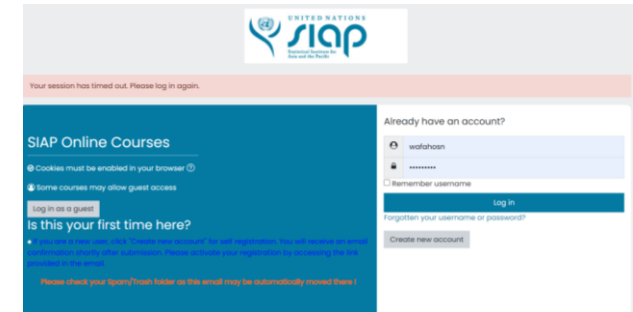 UNITED NATIONS
SIAP
Statistical Institute for
Asia and the Pacific
Your session has timed out. Please log in again.
SIAP Online Courses
Cookies must be enabled in your browser
Some courses may allow guest access
Log in as a guest
Is this your first time here?
If you are a new user, click "Create new account" for self registration. You will receive an email
confirmation shortly after submission. Please activate your registration by accessing the link
provided in the email.
Please check your Spam/Trash folder as this email may be automatically moved there !
Already have an account?
wafahosn
•••••••••
Remember username
Log in
Forgotten your username or password?
Create new account